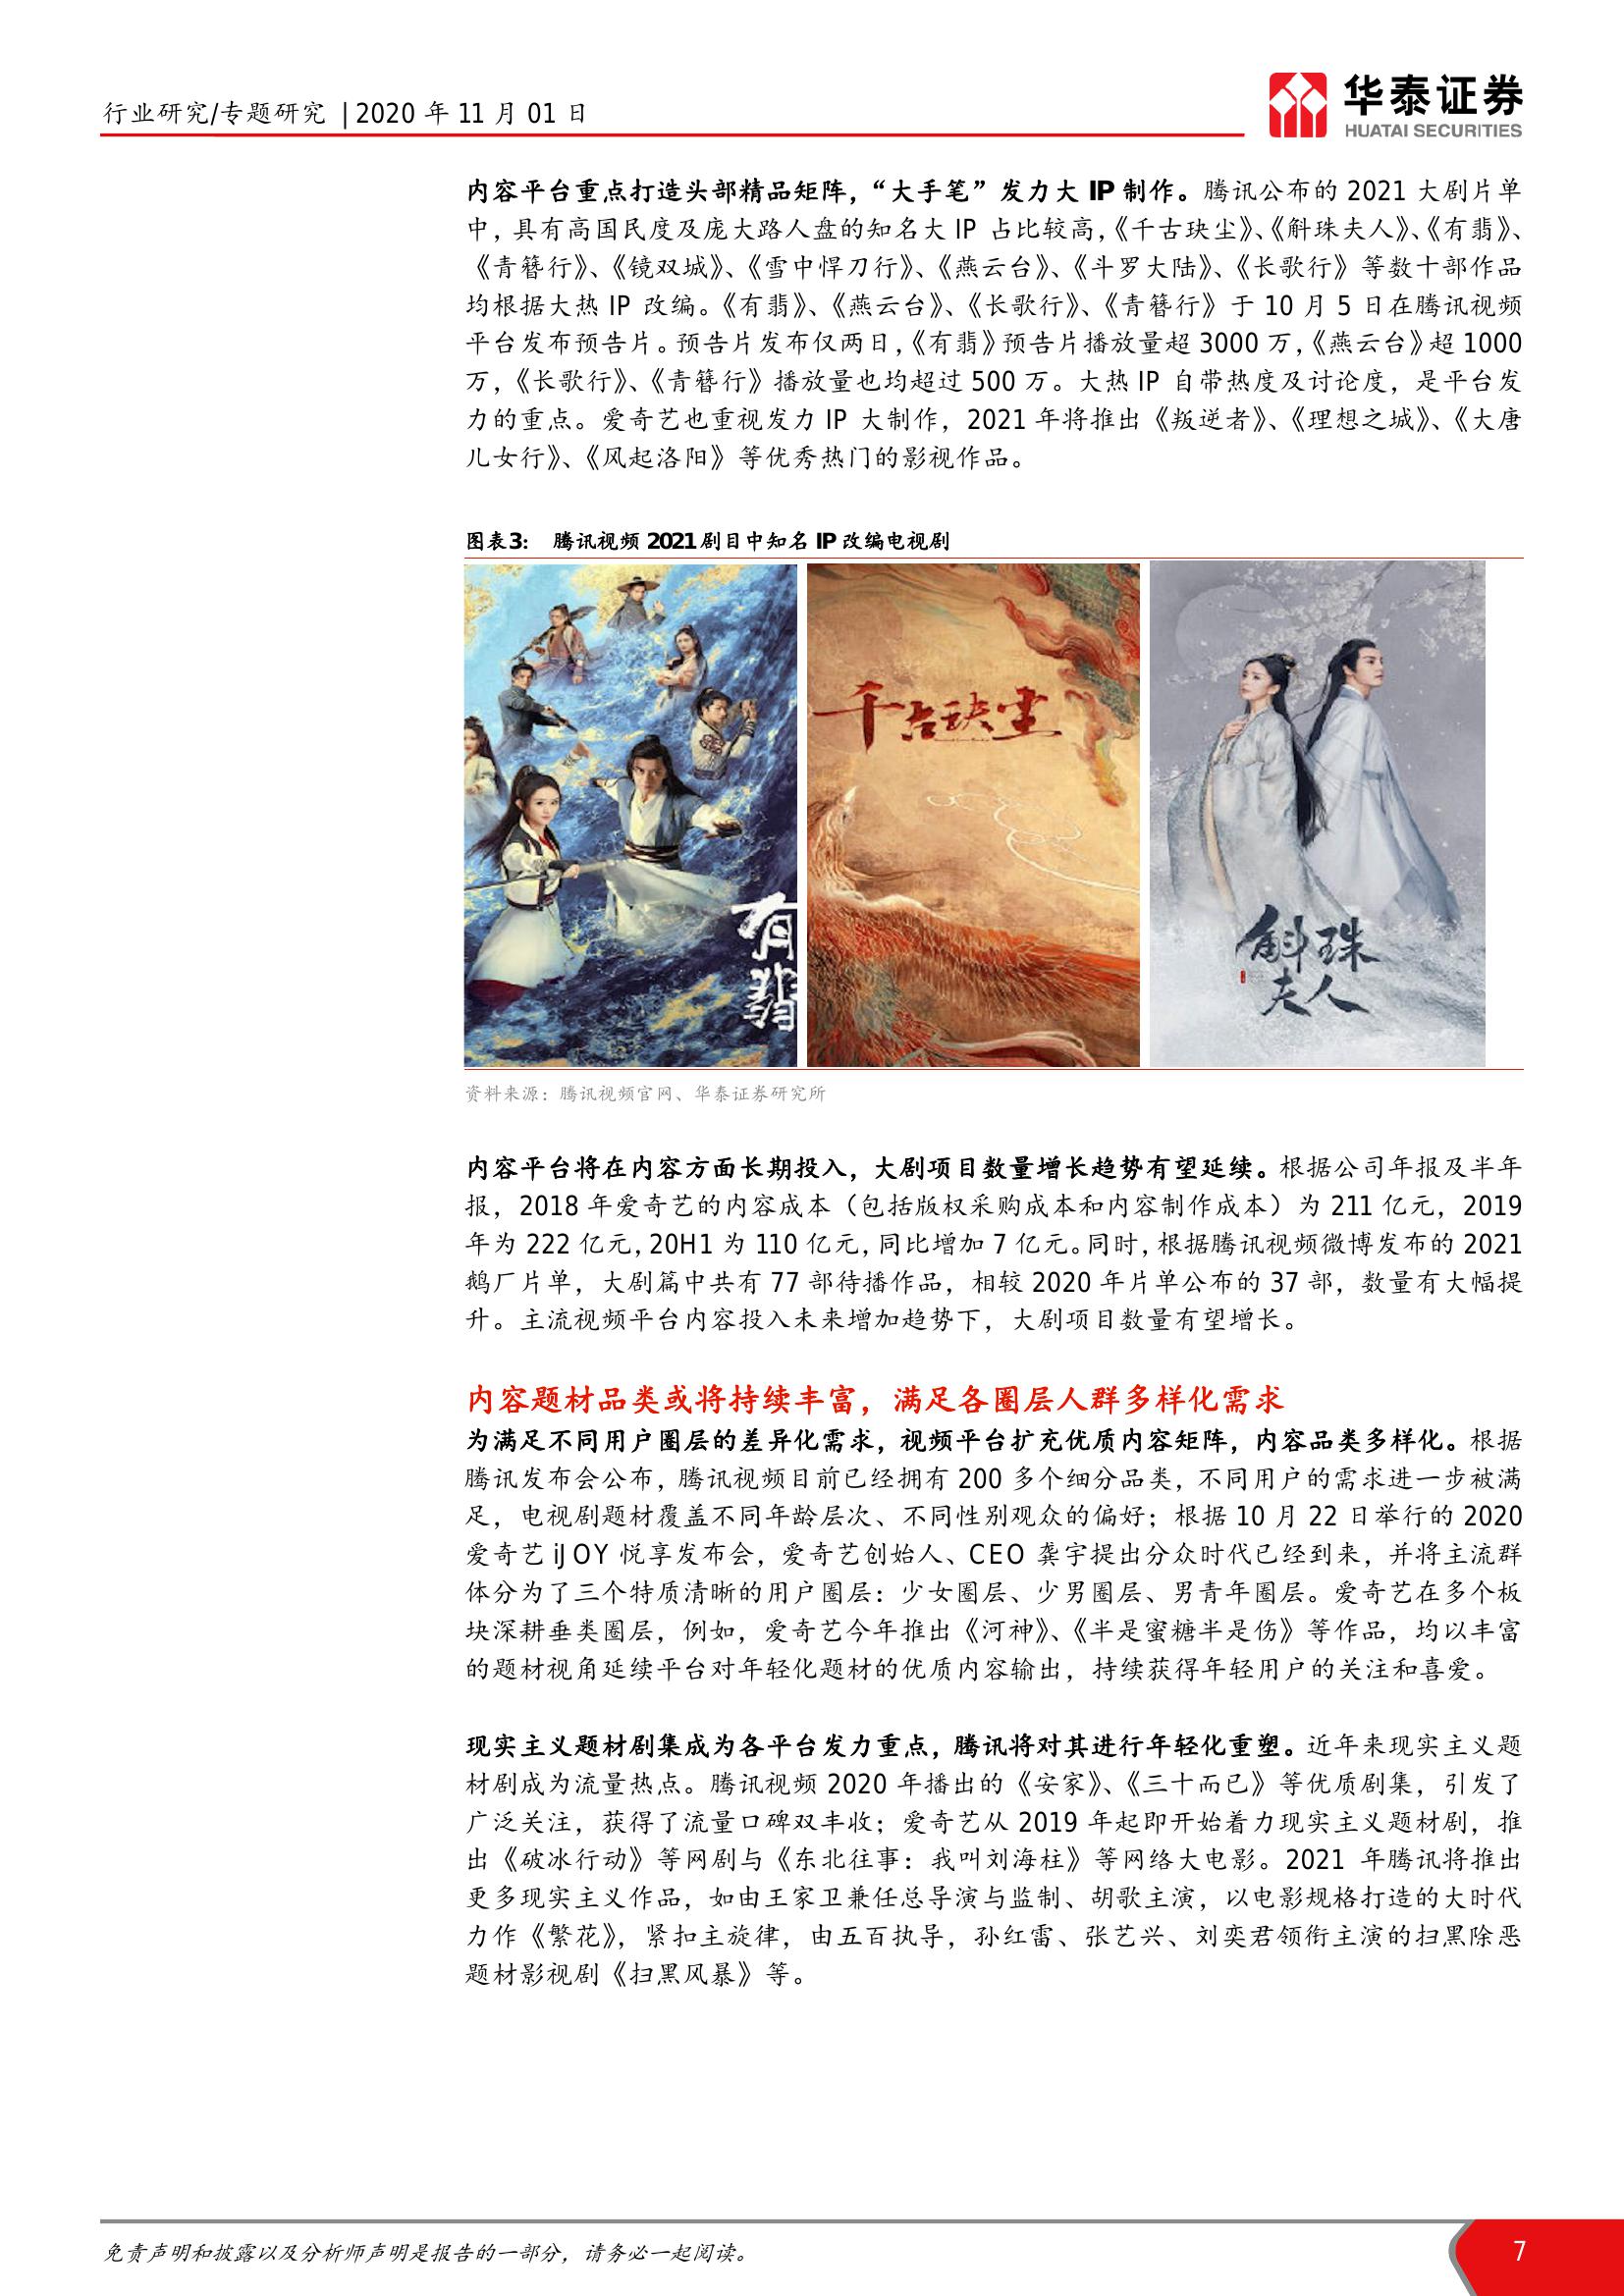 行业研究/专题研究 | 2020 年 11 月 01 日
华泰证券
HUATAI SECURITIES
内容平台重点打造头部精品矩阵，“大手笔”发力大 IP 制作。腾讯公布的 2021 大剧片单
中，具有高国民度及庞大路人盘的知名大 IP 占比较高，《千古玦尘》、《斛珠夫人》、《有翡》、
《青簪行》、《镜双城》、《雪中悍刀行》、《燕云台》、《斗罗大陆》、《长歌行》等数十部作品
均根据大热 IP 改编。《有翡》、《燕云台》、《长歌行》、《青簪行》于 10 月 5 日在腾讯视频
平台发布预告片。预告片发布仅两日，《有翡》预告片播放量超 3000 万，《燕云台》超 1000
万，《长歌行》、《青簪行》播放量也均超过 500 万。大热 IP 自带热度及讨论度，是平台发
力的重点。爱奇艺也重视发力 IP 大制作，2021 年将推出《叛逆者》、《理想之城》、《大唐
儿女行》、《风起洛阳》等优秀热门的影视作品。
图表3： 腾讯视频 2021 剧目中知名 IP 改编电视剧
有翡
千古玦尘
斛珠
夫人
资料来源：腾讯视频官网、华泰证券研究所
内容平台将在内容方面长期投入，大剧项目数量增长趋势有望延续。根据公司年报及半年
报，2018 年爱奇艺的内容成本（包括版权采购成本和内容制作成本）为 211 亿元，2019
年为 222 亿元，20H1 为 110 亿元，同比增加 7 亿元。同时，根据腾讯视频微博发布的 2021
鹅厂片单，大剧篇中共有 77 部待播作品，相较 2020 年片单公布的 37 部，数量有大幅提
升。主流视频平台内容投入未来增加趋势下，大剧项目数量有望增长。
内容题材品类或将持续丰富，满足各圈层人群多样化需求
为满足不同用户圈层的差异化需求，视频平台扩充优质内容矩阵，内容品类多样化。根据
腾讯发布会公布，腾讯视频目前已经拥有 200 多个细分品类，不同用户的需求进一步被满
足，电视剧题材覆盖不同年龄层次、不同性别观众的偏好；根据 10 月 22 日举行的 2020
爱奇艺 iJOY 悦享发布会，爱奇艺创始人、CEO 龚宇提出分众时代已经到来，并将主流群
体分为了三个特质清晰的用户圈层：少女圈层、少男圈层、男青年圈层。爱奇艺在多个板
块深耕垂类圈层，例如，爱奇艺今年推出《河神》、《半是蜜糖半是伤》等作品，均以丰富
的题材视角延续平台对年轻化题材的优质内容输出，持续获得年轻用户的关注和喜爱。
现实主义题材剧集成为各平台发力重点，腾讯将对其进行年轻化重塑。近年来现实主义题
材剧成为流量热点。腾讯视频 2020 年播出的《安家》、《三十而已》等优质剧集，引发了
广泛关注，获得了流量口碑双丰收；爱奇艺从 2019 年起即开始着力现实主义题材剧，推
出《破冰行动》等网剧与《东北往事：我叫刘海柱》等网络大电影。2021 年腾讯将推出
更多现实主义作品，如由王家卫兼任总导演与监制、胡歌主演，以电影规格打造的大时代
力作《繁花》，紧扣主旋律，由五百执导，孙红雷、张艺兴、刘奕君领衔主演的扫黑除恶
题材影视剧《扫黑风暴》等。
免责声明和披露以及分析师声明是报告的一部分，请务必一起阅读。
7